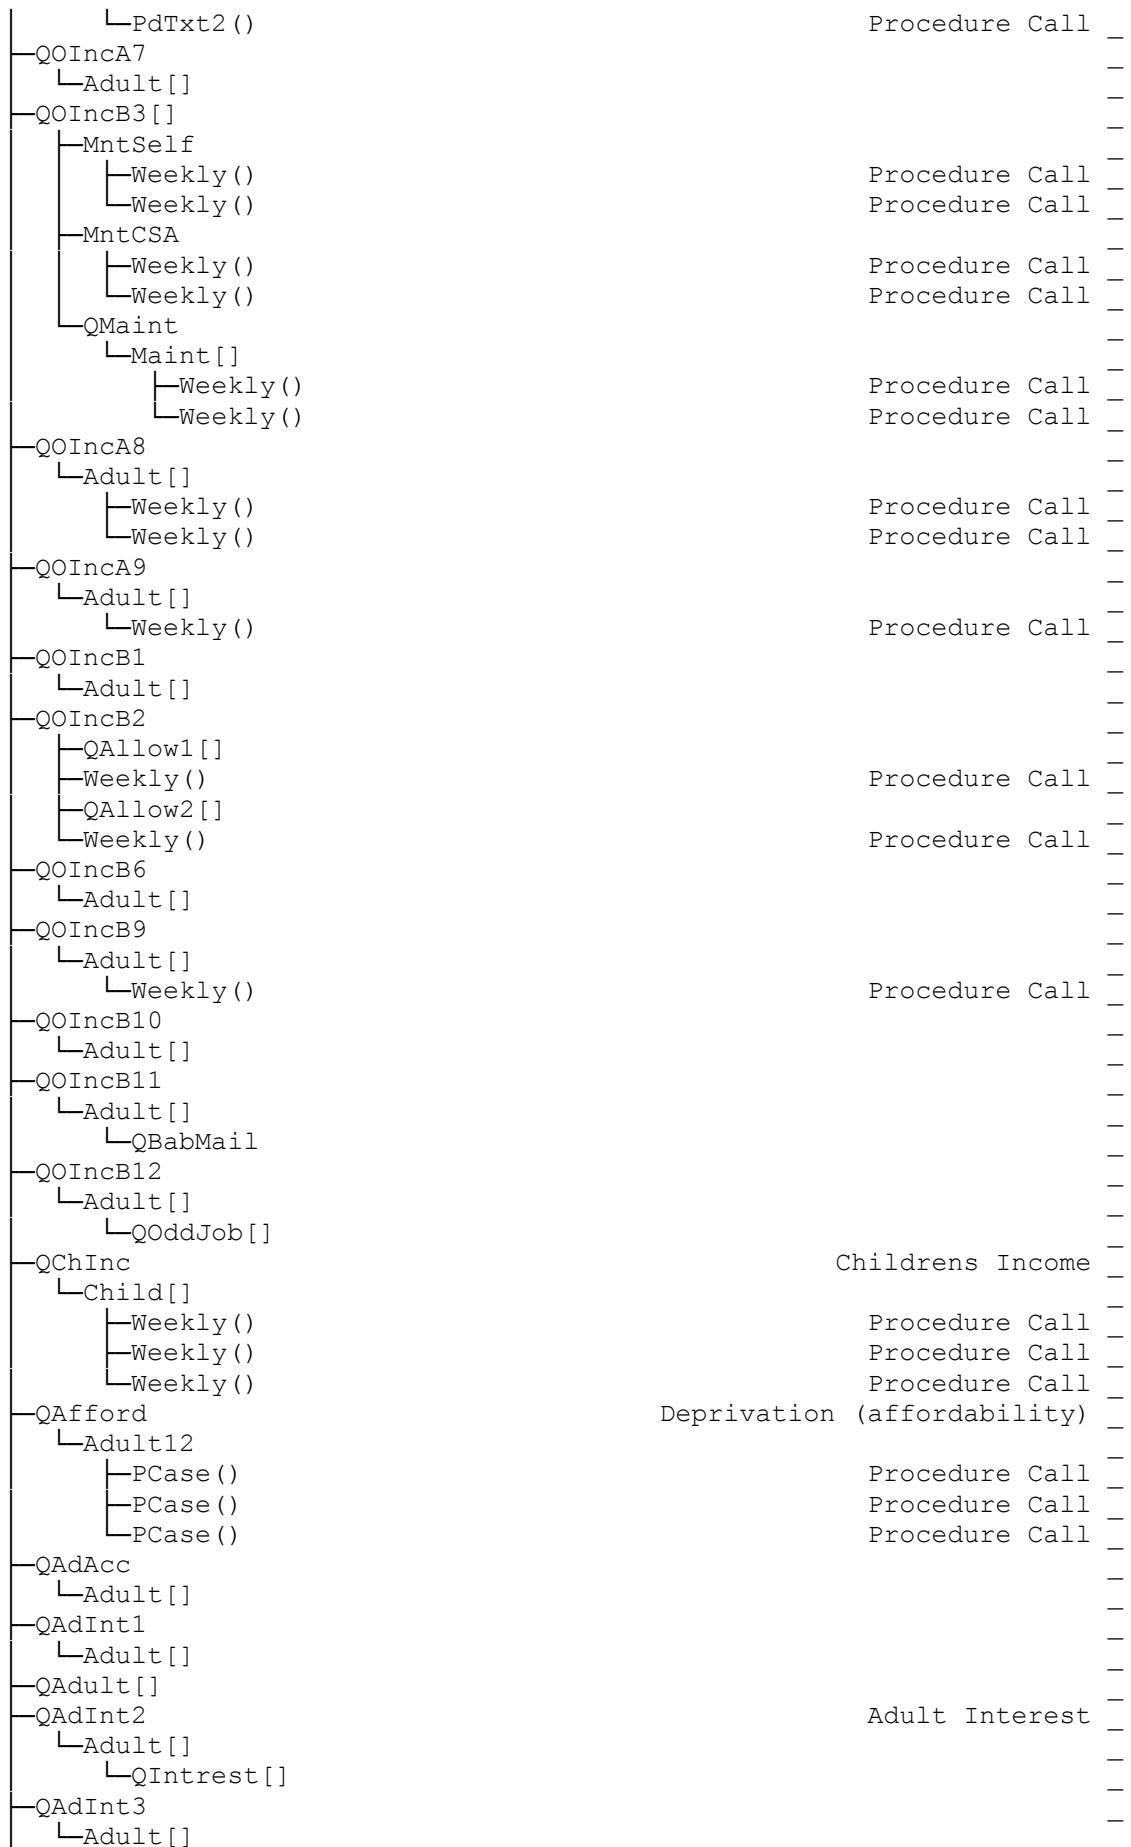 │     └─PdTxt2() Procedure Call _
├─QOIncA7 _
│  └─Adult[] _
├─QOIncB3[] _
│  ├─MntSelf _
│  │  ├─Weekly() Procedure Call _
│  │  └─Weekly() Procedure Call _
│  ├─MntCSA _
│  │  ├─Weekly() Procedure Call _
│  │  └─Weekly() Procedure Call _
│  └─QMaint _
│     └─Maint[] _
│        ├─Weekly() Procedure Call _
│        └─Weekly() Procedure Call _
├─QOIncA8 _
│  └─Adult[] _
│     ├─Weekly() Procedure Call _
│     └─Weekly() Procedure Call _
├─QOIncA9 _
│  └─Adult[] _
│     └─Weekly() Procedure Call _
├─QOIncB1 _
│  └─Adult[] _
├─QOIncB2 _
│  ├─QAllow1[] _
│  ├─Weekly() Procedure Call _
│  ├─QAllow2[] _
│  └─Weekly() Procedure Call _
├─QOIncB6 _
│  └─Adult[] _
├─QOIncB9 _
│  └─Adult[] _
│     └─Weekly() Procedure Call _
├─QOIncB10 _
│  └─Adult[] _
├─QOIncB11 _
│  └─Adult[] _
│     └─QBabMail _
├─QOIncB12 _
│  └─Adult[] _
│     └─QOddJob[] _
├─QChInc Childrens Income _
│  └─Child[] _
│     ├─Weekly() Procedure Call _
│     ├─Weekly() Procedure Call _
│     └─Weekly() Procedure Call _
├─QAfford Deprivation (affordability) _
│  └─Adult12 _
│     ├─PCase() Procedure Call _
│     ├─PCase() Procedure Call _
│     └─PCase() Procedure Call _
├─QAdAcc _
│  └─Adult[] _
├─QAdInt1 _
│  └─Adult[] _
├─QAdult[] _
├─QAdInt2 Adult Interest _
│  └─Adult[] _
│     └─QIntrest[] _
├─QAdInt3 _
│  └─Adult[]